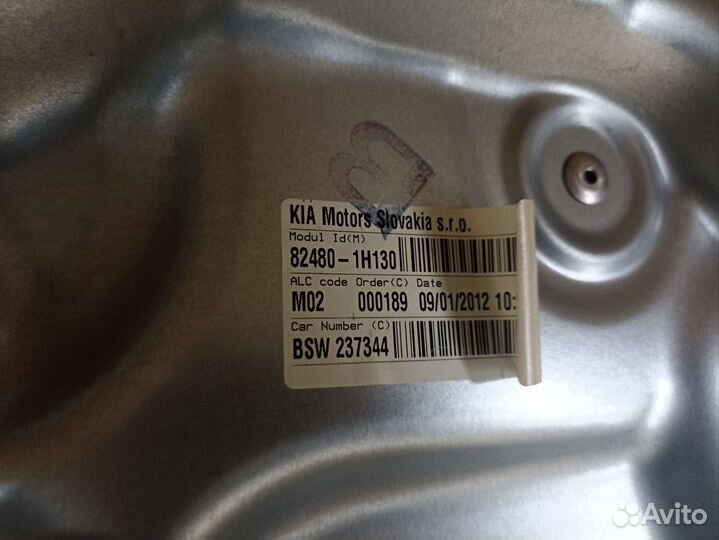 KIA Motors Slovakia s.r.o.
Modul Id(M)
82480-1H130
ALC code Order(C) Date
M02 000189 09/01/2012 10:
Car Number (C)
BSW 237344
Avito